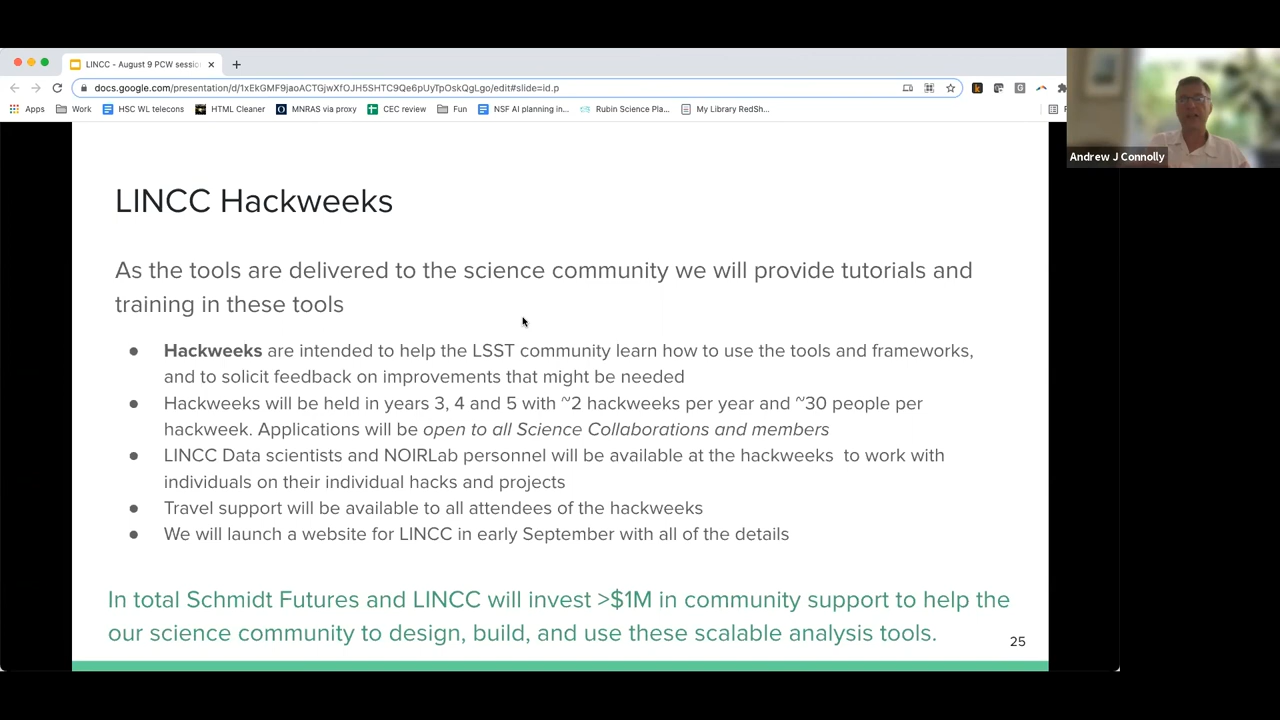 LINCC - August 9 PCW sessio
docs.google.com/presentation/d/1xEkGMF9jaoACTGjwXfOJH5SHTC9Qe6pUyTpOskQgLgo/edit#slide=id.p
Apps Work HSC WL telecons HTML Cleaner MNRAS via proxy CEC review Fun NSF AI planning in... Rubin Science Pla... My Library RedSh...
Andrew J Connolly
LINCC Hackweeks
As the tools are delivered to the science community we will provide tutorials and
training in these tools
● Hackweeks are intended to help the LSST community learn how to use the tools and frameworks,
and to solicit feedback on improvements that might be needed
● Hackweeks will be held in years 3, 4 and 5 with ~2 hackweeks per year and ~30 people per
hackweek. Applications will be open to all Science Collaborations and members
● LINCC Data scientists and NOIRLab personnel will be available at the hackweeks to work with
individuals on their individual hacks and projects
● Travel support will be available to all attendees of the hackweeks
● We will launch a website for LINCC in early September with all of the details
In total Schmidt Futures and LINCC will invest >$1M in community support to help the
our science community to design, build, and use these scalable analysis tools.
25